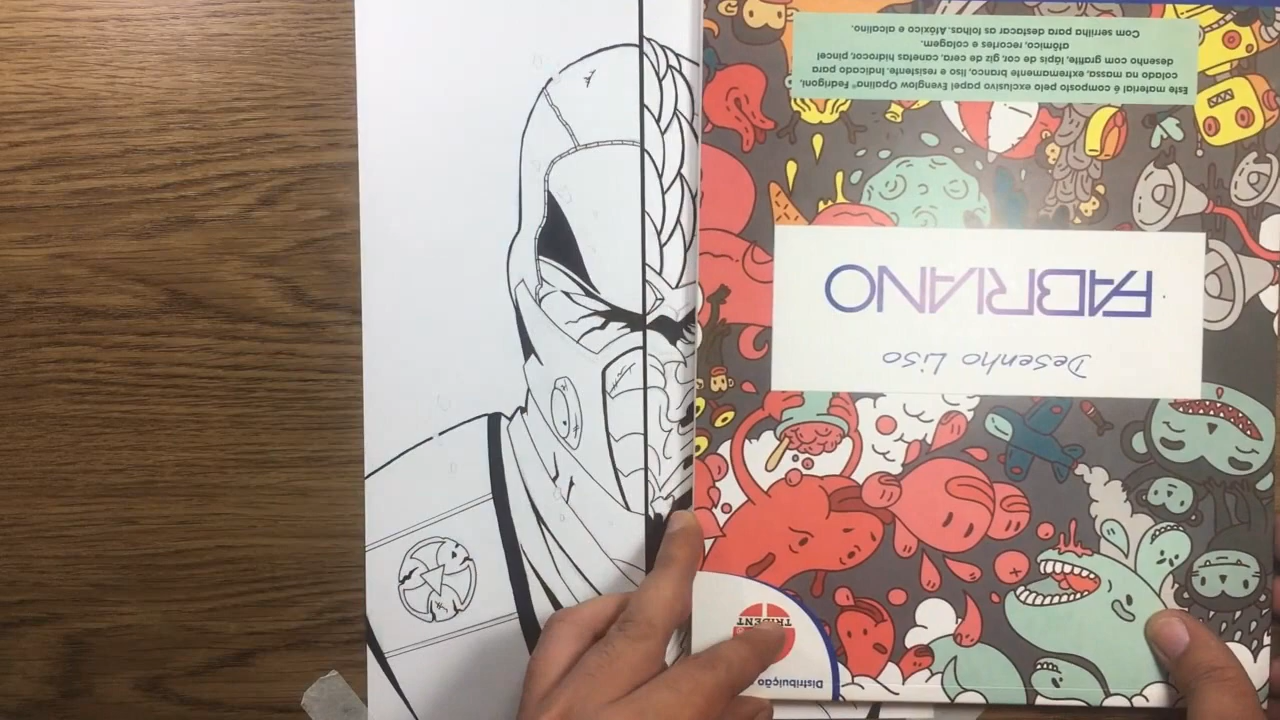 Este material é composto pelo exclusivo papel Evenglow Opalina® Fedrigoni,
colado na massa, extremamente branco, liso e resistente. Indicado para
desenho com grafite, lápis de cor, giz de cera, canetas hidrocor, pincel
atômico, recortes e colagem.
Com serrilha para destacar as folhas. Atóxico e alcalino.
FABRIANO
Desenho Liso
TRIDENT
Distribuição